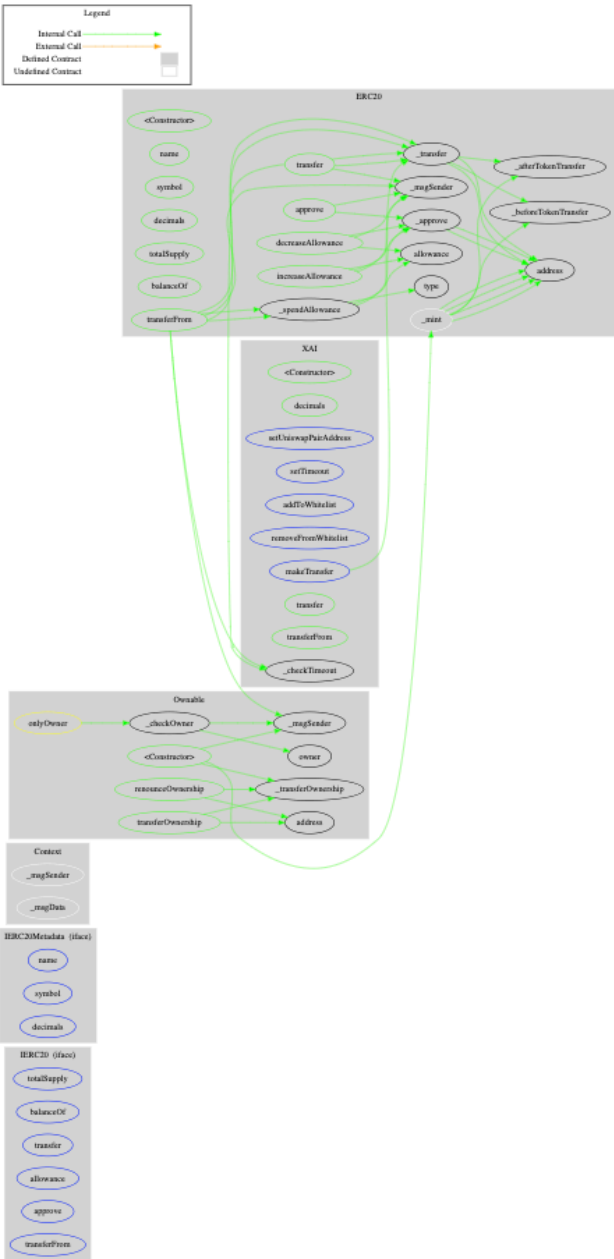 Legend
Internal Call
External Call
Defined Contract
Undefined Contract
ERC20
<Constructor>
name
symbol
decimals
totalSupply
balanceOf
transferFrom
transfer
approve
decreaseAllowance
increaseAllowance
_spendAllowance
_transfer
_msgSender
_approve
allowance
type
_mint
_afterTokenTransfer
_beforeTokenTransfer
address
XAI
<Constructor>
decimals
setUniswapPairAddress
setTimeout
addToWhitelist
removeFromWhitelist
makeTransfer
transfer
transferFrom
_checkTimeout
Ownable
onlyOwner
_checkOwner
<Constructor>
renounceOwnership
transferOwnership
_msgSender
owner
_transferOwnership
address
Context
_msgSender
_msgData
IERC20Metadata (iface)
name
symbol
decimals
IERC20 (iface)
totalSupply
balanceOf
transfer
allowance
approve
transferFrom